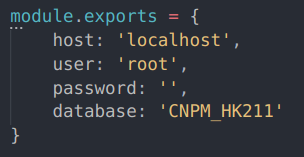 module.exports = {
    host: 'localhost',
    user: 'root',
    password: '',
    database: 'CNPM_HK211'
}